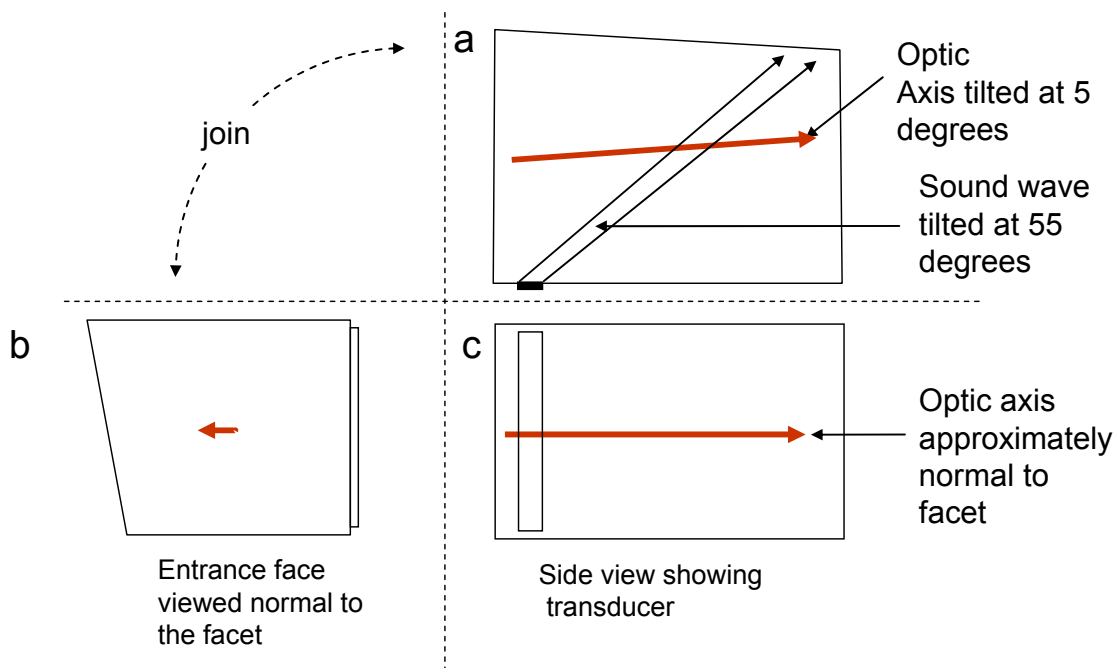 a
Optic
Axis tilted at 5
degrees
join
Sound wave
tilted at 55
degrees
b
c
Optic axis
approximately
normal to
facet
Entrance face
viewed normal to
the facet
Side view showing
transducer